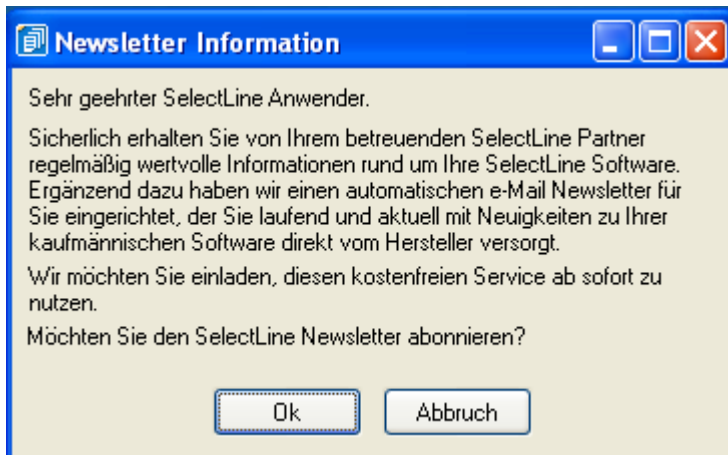 Newsletter Information
Sehr geehrter SelectLine Anwender.
Sicherlich erhalten Sie von Ihrem betreuenden SelectLine Partner
regelmäßig wertvolle Informationen rund um Ihre SelectLine Software.
Ergänzend dazu haben wir einen automatischen e-Mail Newsletter für
Sie eingerichtet, der Sie laufend und aktuell mit Neuigkeiten zu Ihrer
kaufmännischen Software direkt vom Hersteller versorgt.
Wir möchten Sie einladen, diesen kostenfreien Service ab sofort zu
nutzen.
Möchten Sie den SelectLine Newsletter abonnieren?
Ok Abbruch